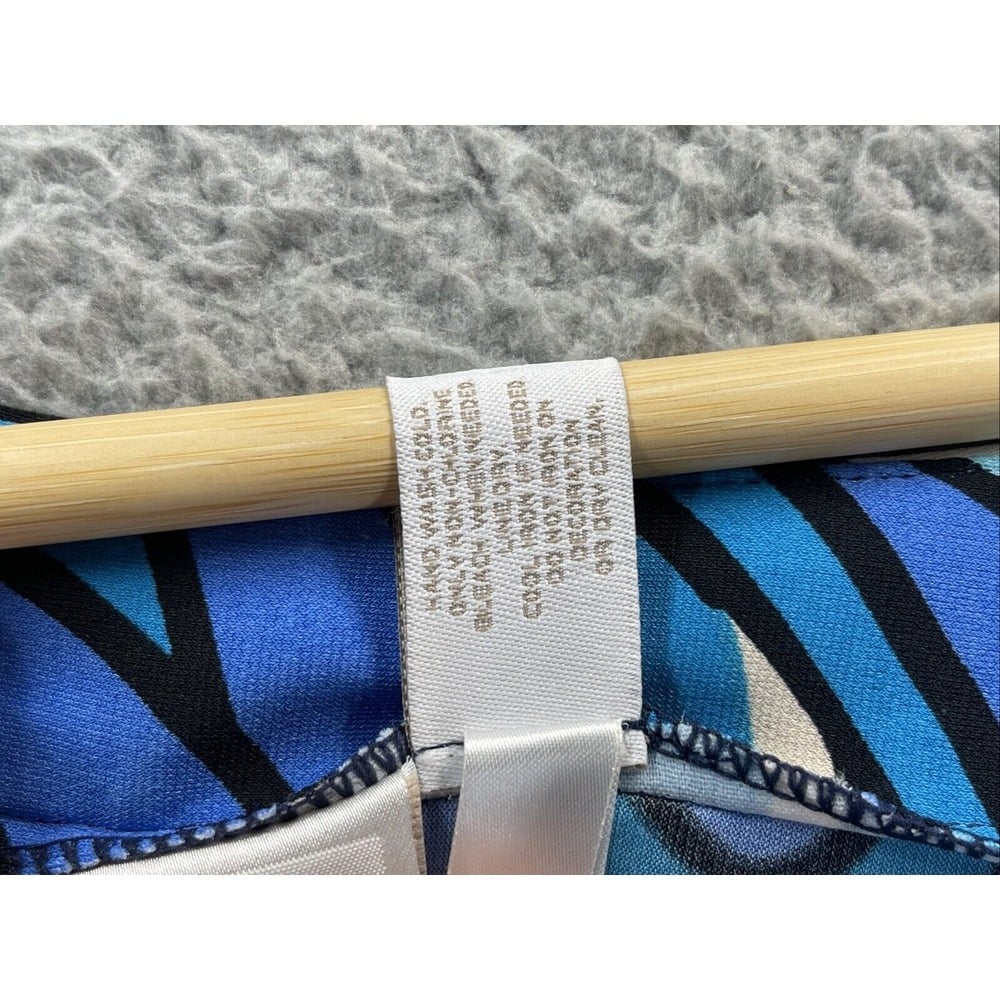 HAND WASH COLD.
ONLY NON-CHLORINE
BLEACH WHEN NEEDED
LINE DRY
COOL IRON IF NEEDED
DO NOT IRON ON
DECORATION
OR DRY CLEAN.